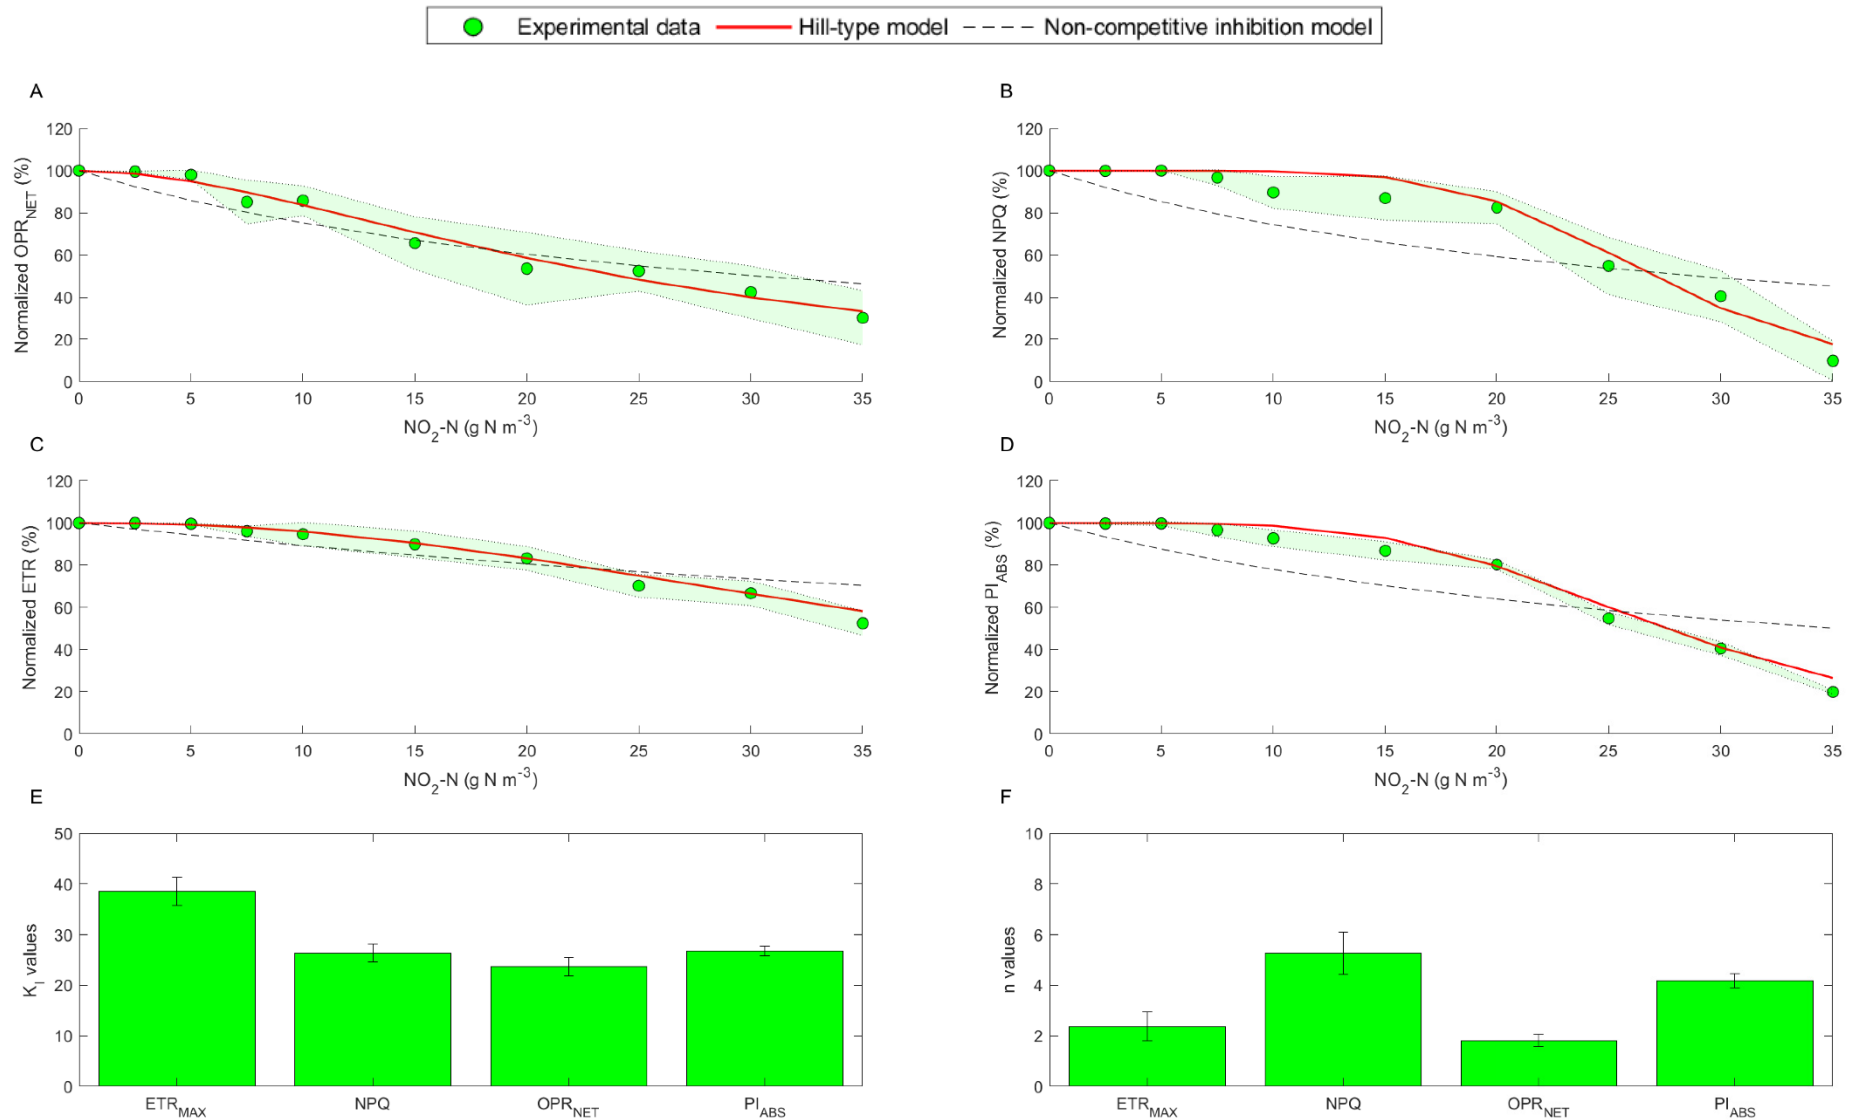 Experimental data Hill-type model Non-competitive inhibition model
A
Normalized OPR_NET (%)
120
100
80
60
40
20
0
0 5 10 15 20 25 30 35
NO₂-N (g N m⁻³)
B
Normalized NPQ (%)
120
100
80
60
40
20
0
0 5 10 15 20 25 30 35
NO₂-N (g N m⁻³)
C
Normalized ETR (%)
120
100
80
60
40
20
0
0 5 10 15 20 25 30 35
NO₂-N (g N m⁻³)
D
Normalized PI_ABS (%)
120
100
80
60
40
20
0
0 5 10 15 20 25 30 35
NO₂-N (g N m⁻³)
E
K_I values
50
40
30
20
10
0
ETR_MAX NPQ OPR_NET PI_ABS
F
n values
10
8
6
4
2
0
ETR_MAX NPQ OPR_NET PI_ABS